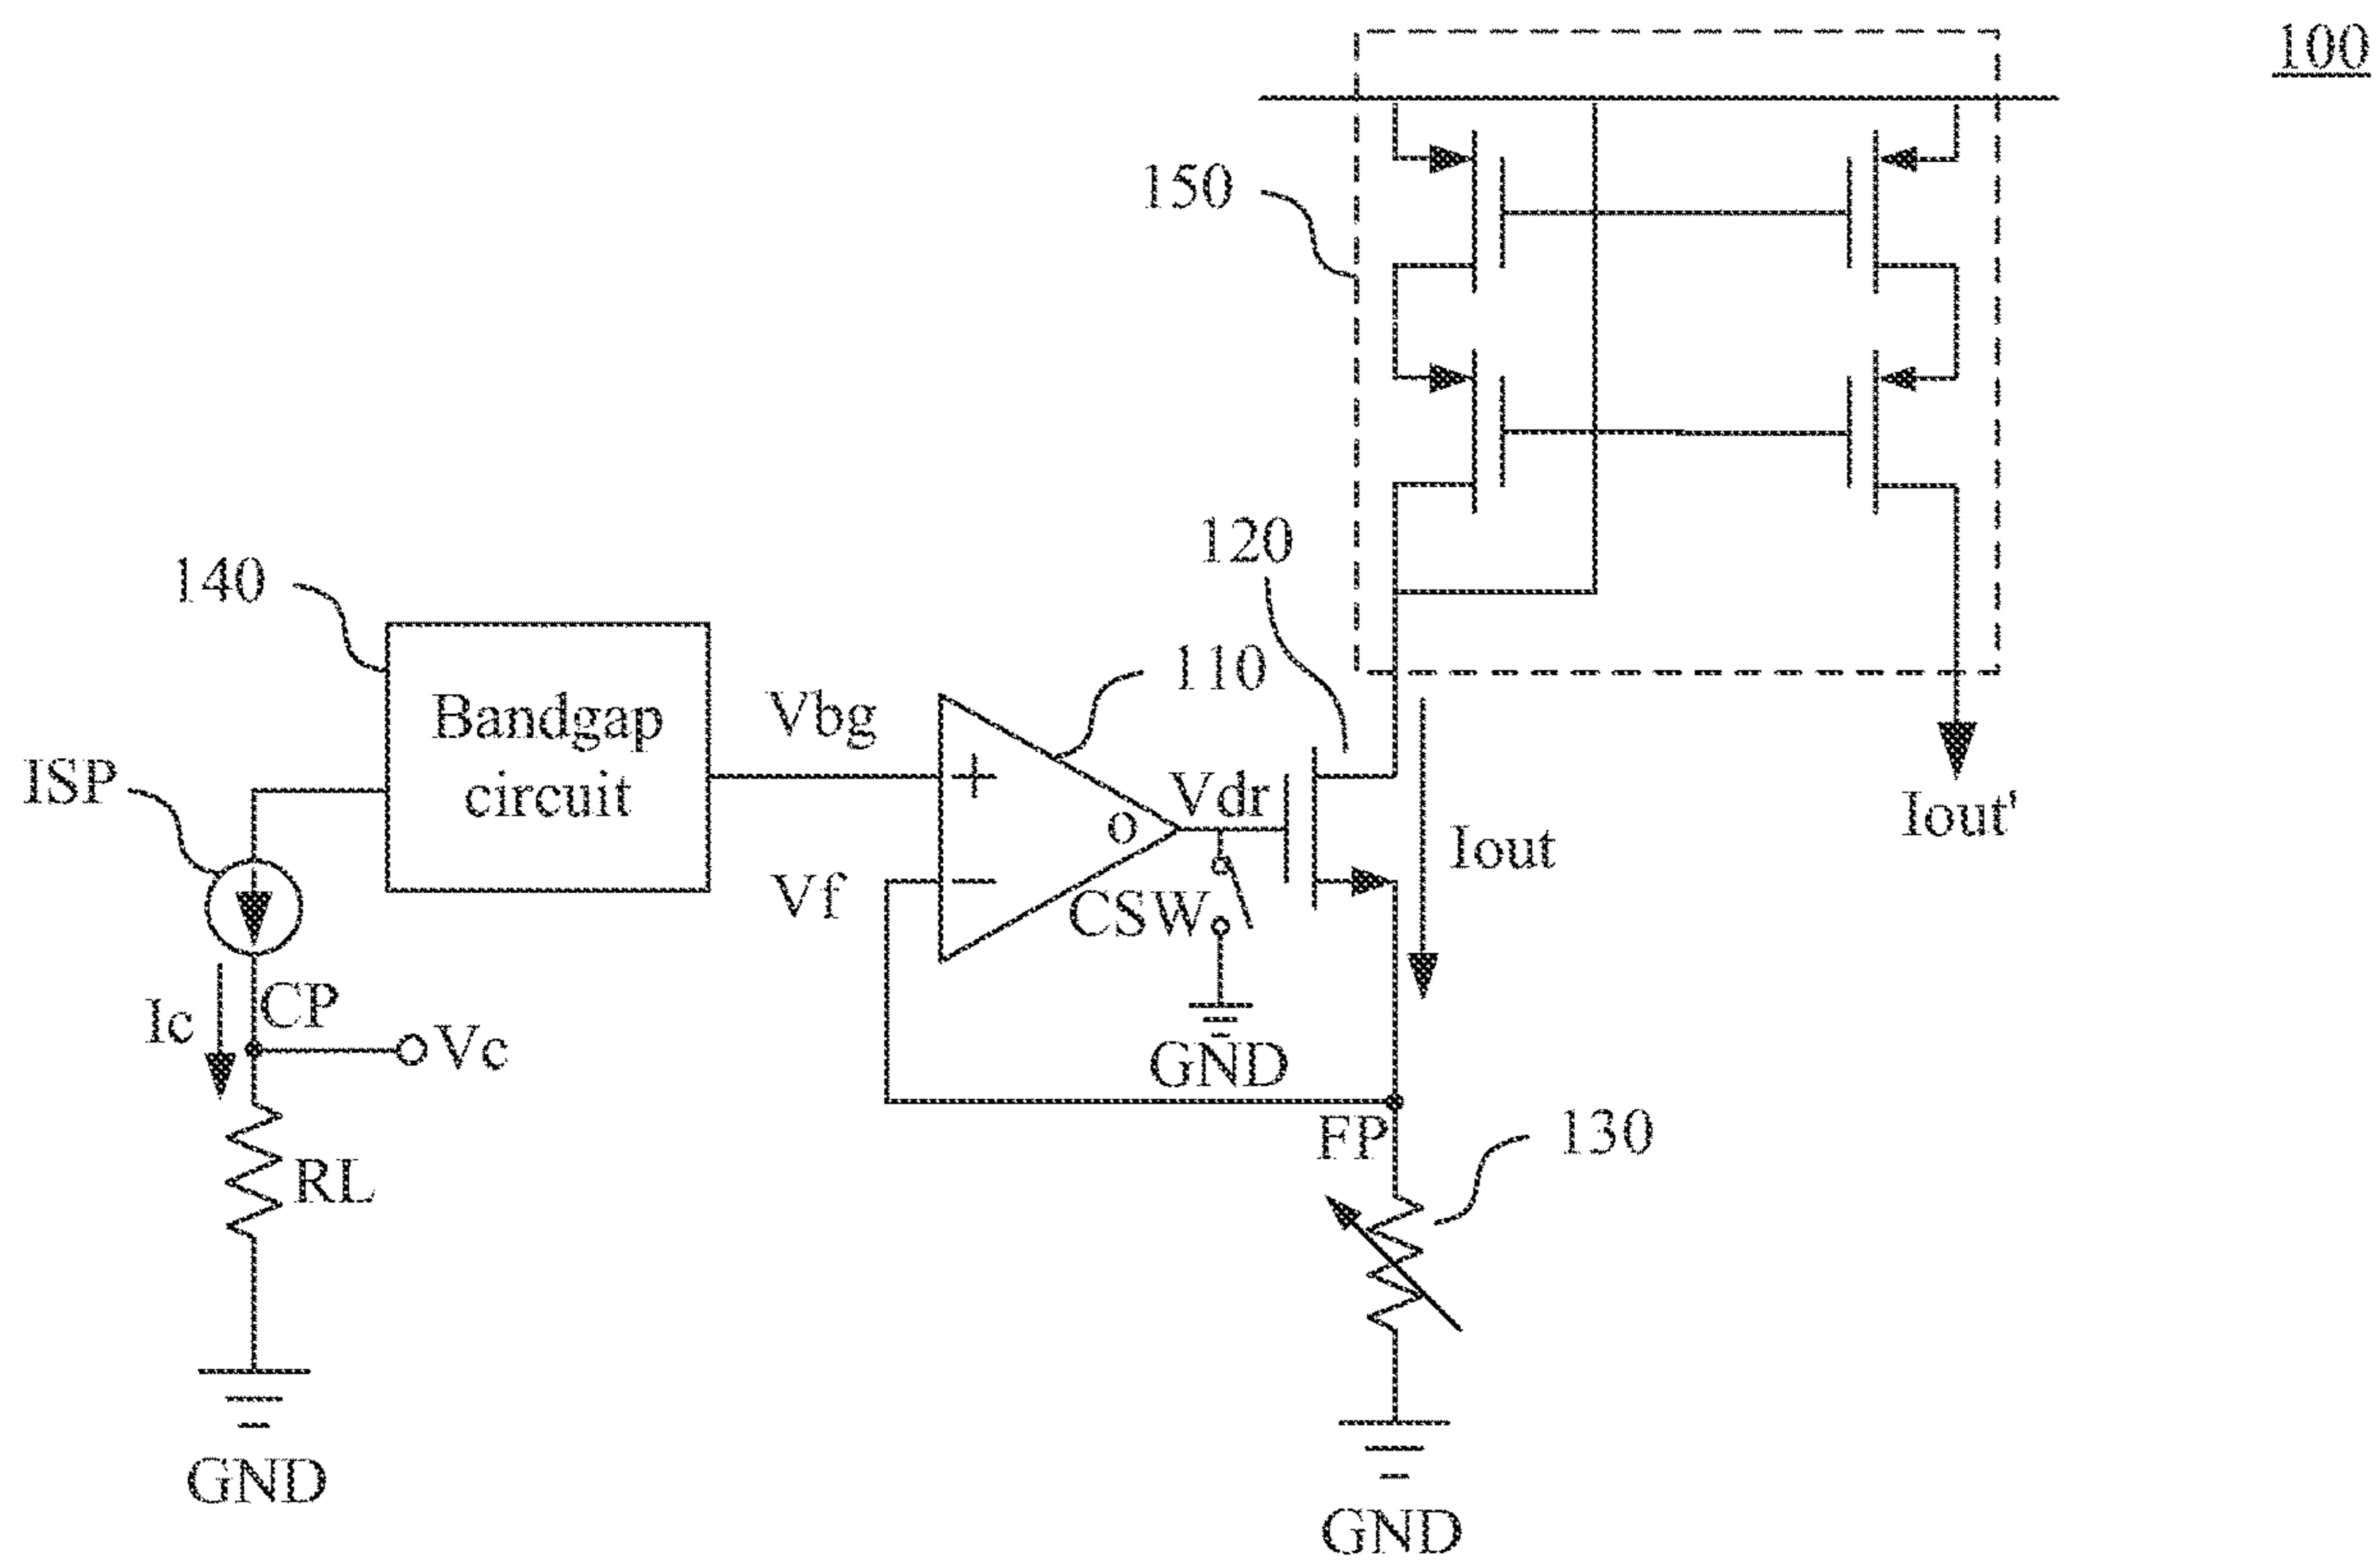 100
150
120
140
110
Bandgap
circuit
Vbg
+
ISP
Vdr
o
Iout'
Iout
Vf
−
CSW
Ic
CP
Vc
GND
FP
130
RL
GND
GND